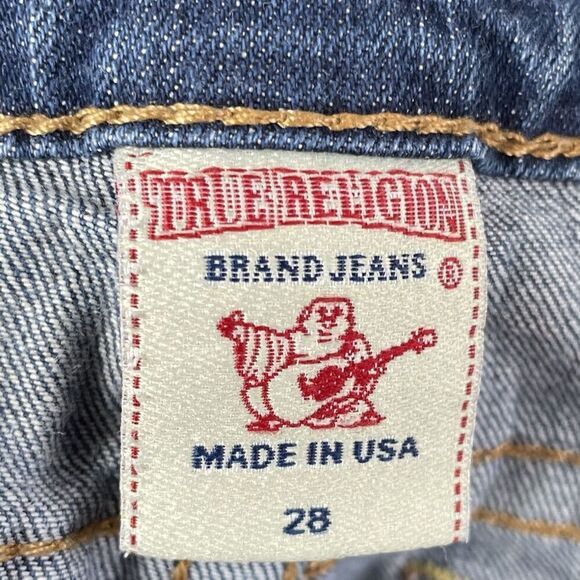 TRUE RELIGION
BRAND JEANS ®
MADE IN USA
28